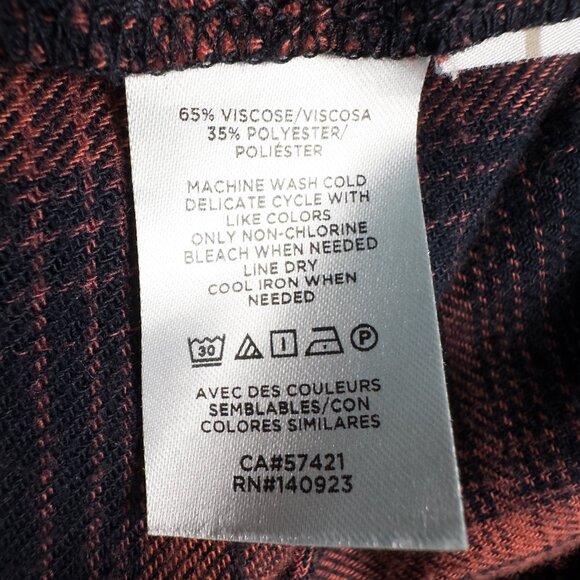 65% VISCOSE/VISCOSA
35% POLYESTER/
POLIÉSTER
MACHINE WASH COLD
DELICATE CYCLE WITH
LIKE COLORS
ONLY NON-CHLORINE
BLEACH WHEN NEEDED
LINE DRY
COOL IRON WHEN
NEEDED
30 P
AVEC DES COULEURS
SEMBLABLES/CON
COLORES SIMILARES
CA#57421
RN#140923